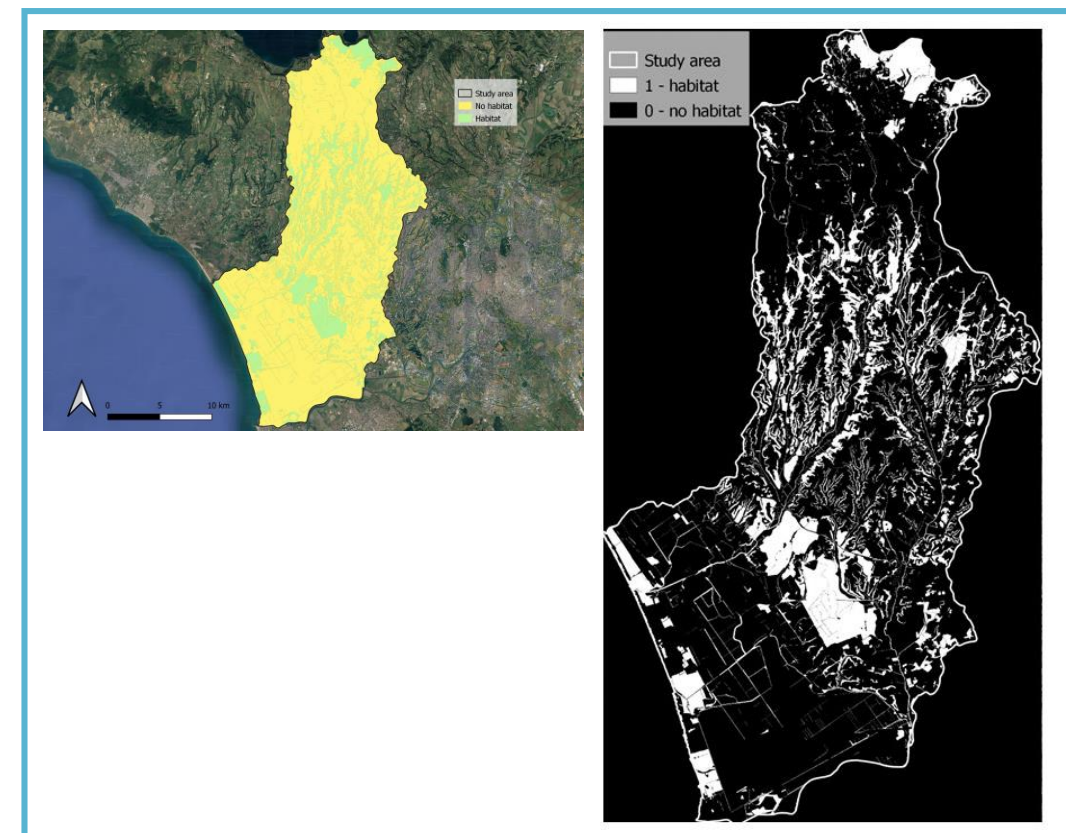 Study area
No habitat
Habitat
0 5 10 km
Study area
1 - habitat
0 - no habitat